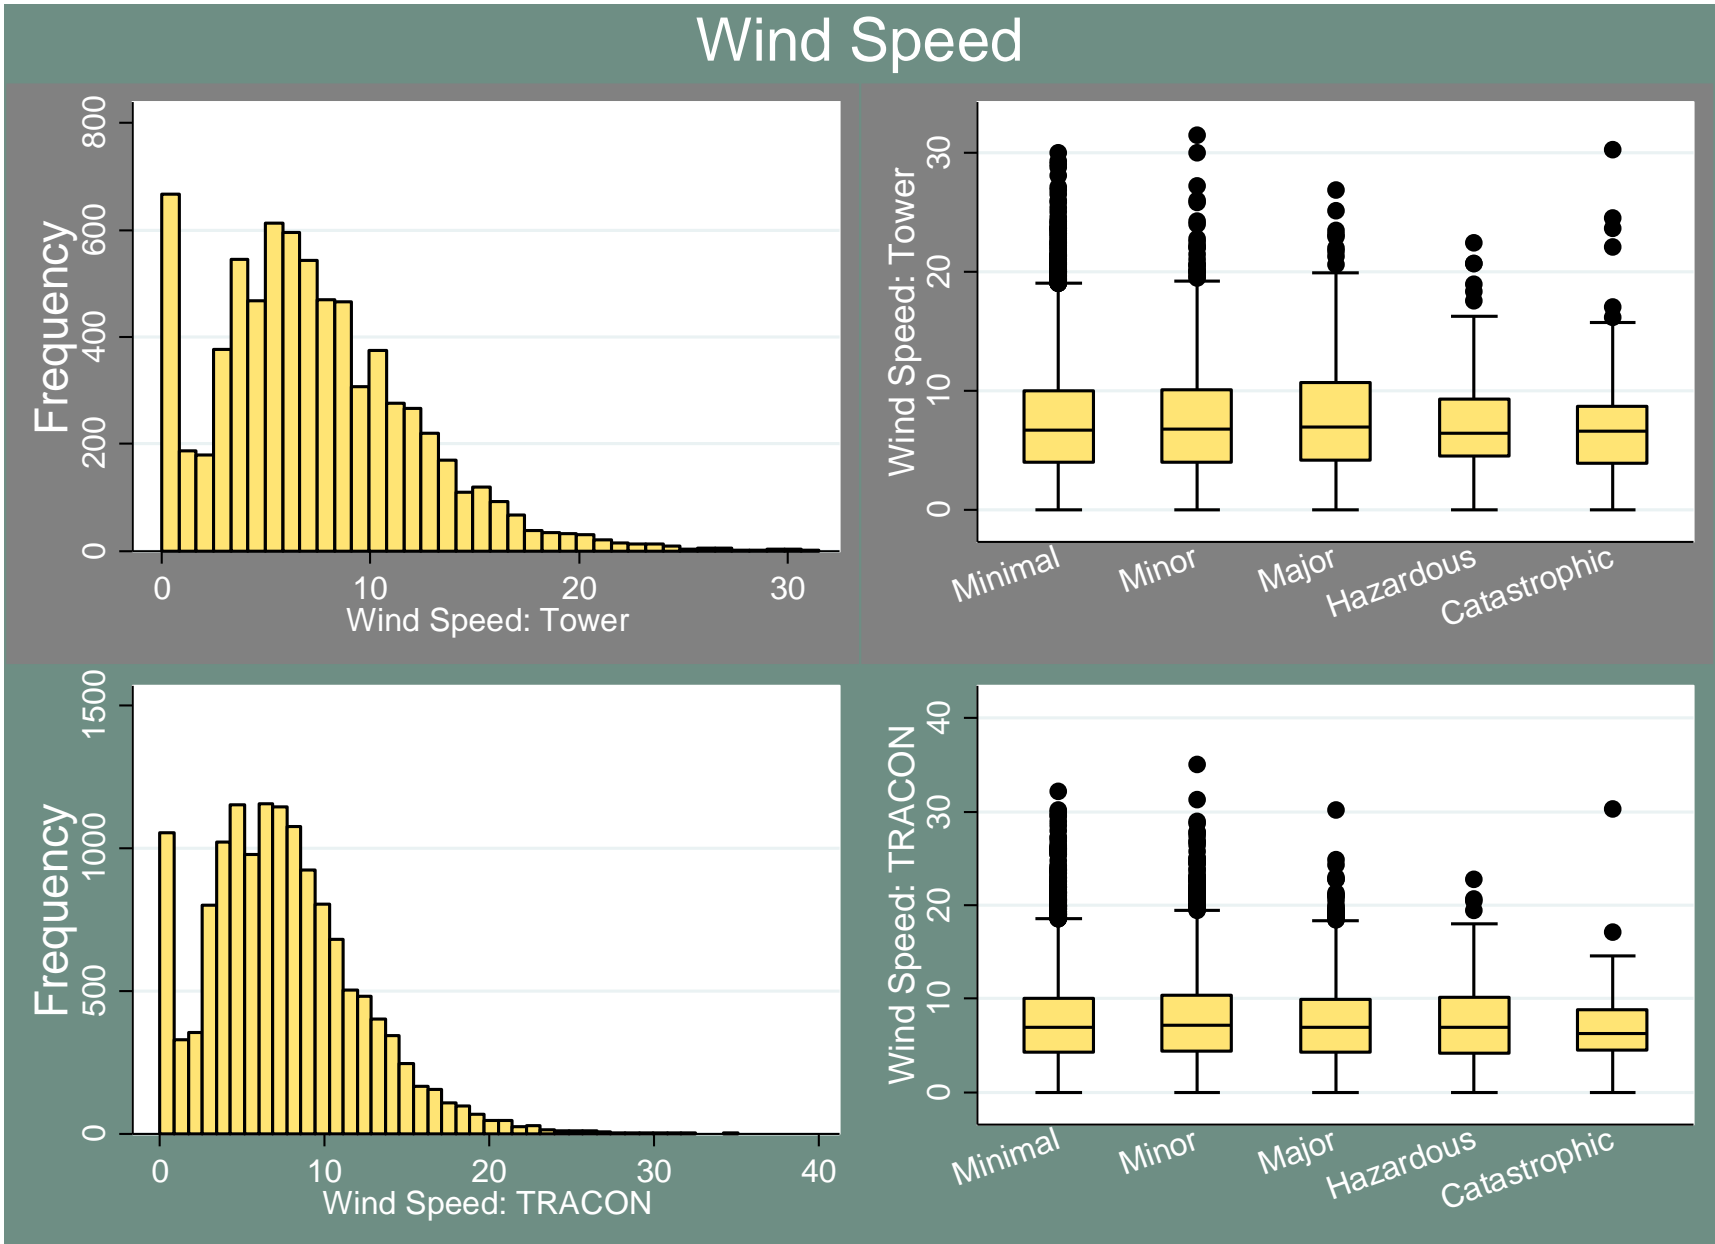 Wind Speed
Frequency
800
600
400
200
0
0 10 20 30
Wind Speed: Tower
Wind Speed: Tower
30
20
10
0
Minimal Minor Major Hazardous Catastrophic
Frequency
1500
1000
500
0
0 10 20 30 40
Wind Speed: TRACON
Wind Speed: TRACON
40
30
20
10
0
Minimal Minor Major Hazardous Catastrophic